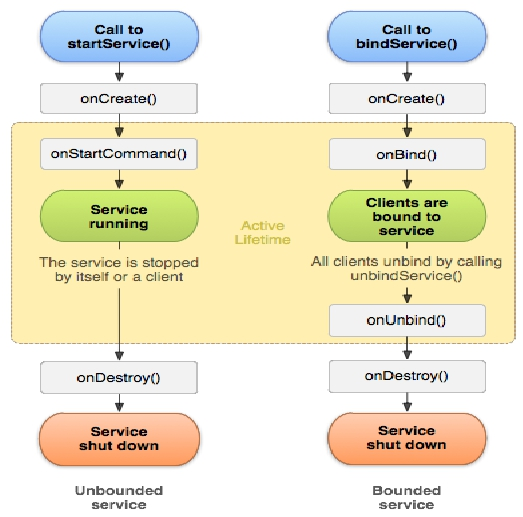 Call to
startService()
onCreate()
onStartCommand()
Service
running
The service is stopped
by itself or a client
onDestroy()
Service
shut down
Unbounded
service
Active
Lifetime
Call to
bindService()
onCreate()
onBind()
Clients are
bound to
service
All clients unbind by calling
unbindService()
onUnbind()
onDestroy()
Service
shut down
Bounded
service